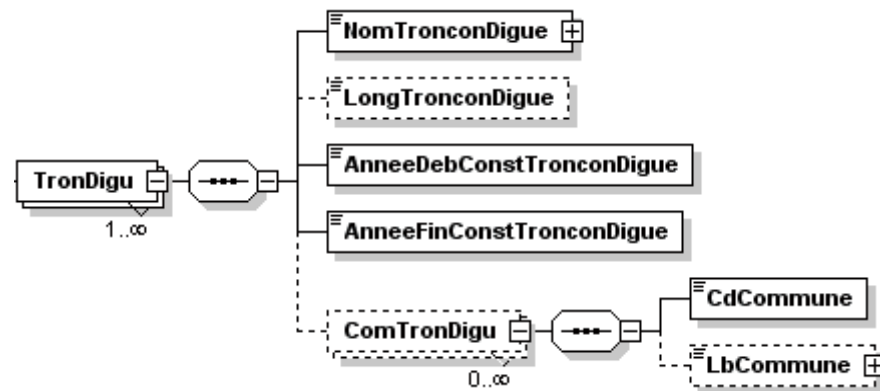 NomTronconDigue
LongTronconDigue
TronDigu
AnneeDebConstTronconDigue
1..∞
AnneeFinConstTronconDigue
ComTronDigu
0..∞
CdCommune
LbCommune